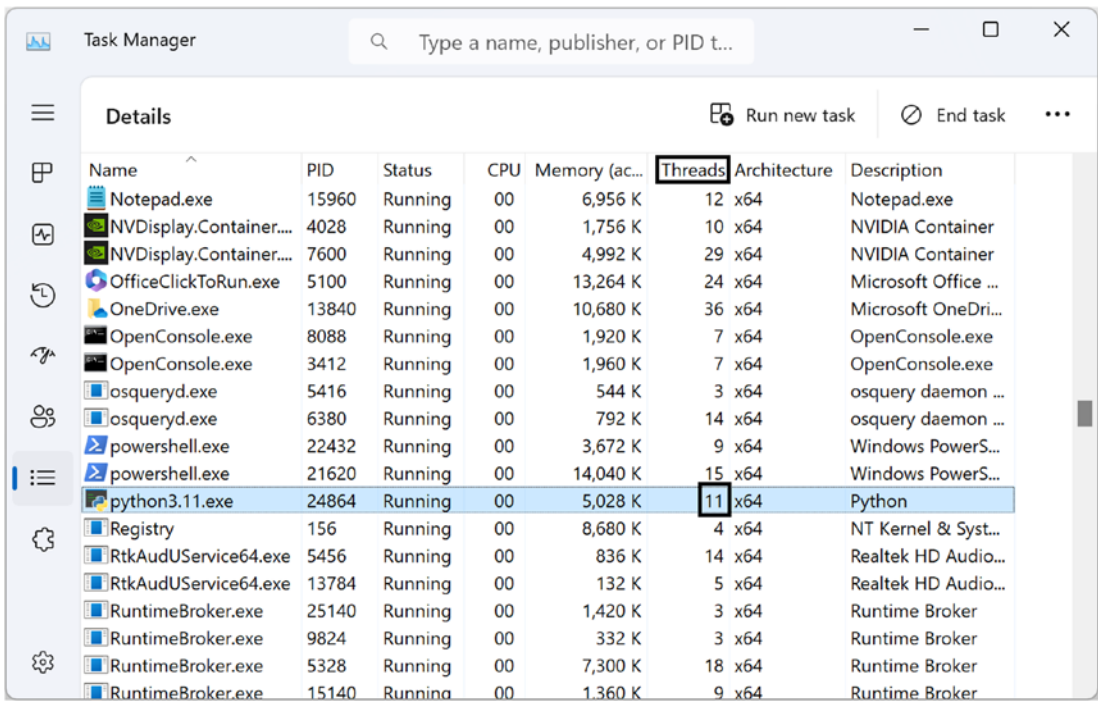 Task Manager
Type a name, publisher, or PID t...
Details Run new task End task
Name PID Status CPU Memory (ac... Threads Architecture Description
Notepad.exe 15960 Running 00 6,956 K 12 x64 Notepad.exe
NVDisplay.Container.... 4028 Running 00 1,756 K 10 x64 NVIDIA Container
NVDisplay.Container.... 7600 Running 00 4,992 K 29 x64 NVIDIA Container
OfficeClickToRun.exe 5100 Running 00 13,264 K 24 x64 Microsoft Office ...
OneDrive.exe 13840 Running 00 10,680 K 36 x64 Microsoft OneDri...
OpenConsole.exe 8088 Running 00 1,920 K 7 x64 OpenConsole.exe
OpenConsole.exe 3412 Running 00 1,960 K 7 x64 OpenConsole.exe
osqueryd.exe 5416 Running 00 544 K 3 x64 osquery daemon ...
osqueryd.exe 6380 Running 00 792 K 14 x64 osquery daemon ...
powershell.exe 22432 Running 00 3,672 K 9 x64 Windows PowerS...
powershell.exe 21620 Running 00 14,040 K 15 x64 Windows PowerS...
python3.11.exe 24864 Running 00 5,028 K 11 x64 Python
Registry 156 Running 00 8,680 K 4 x64 NT Kernel & Syst...
RtkAudUService64.exe 5456 Running 00 836 K 14 x64 Realtek HD Audio...
RtkAudUService64.exe 13784 Running 00 132 K 5 x64 Realtek HD Audio...
RuntimeBroker.exe 25140 Running 00 1,420 K 3 x64 Runtime Broker
RuntimeBroker.exe 9824 Running 00 332 K 3 x64 Runtime Broker
RuntimeBroker.exe 5328 Running 00 7,300 K 18 x64 Runtime Broker
RuntimeBroker.exe 15140 Running 00 1,360 K 9 x64 Runtime Broker